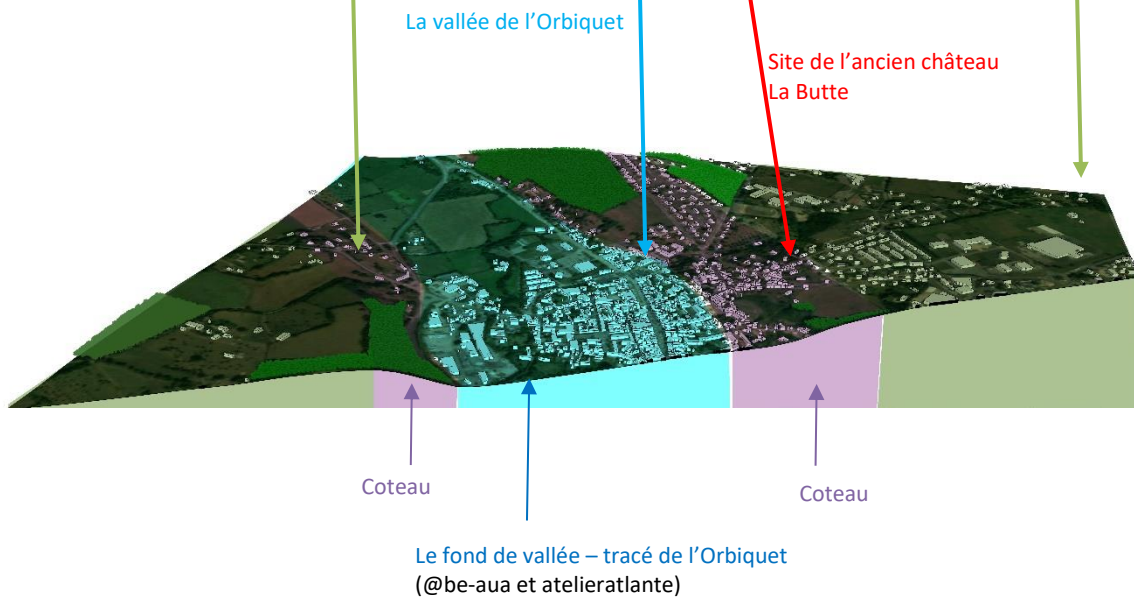 La vallée de l’Orbiquet
Site de l’ancien château
La Butte
Coteau
Coteau
Le fond de vallée – tracé de l’Orbiquet
(@be-aua et atelieratlante)